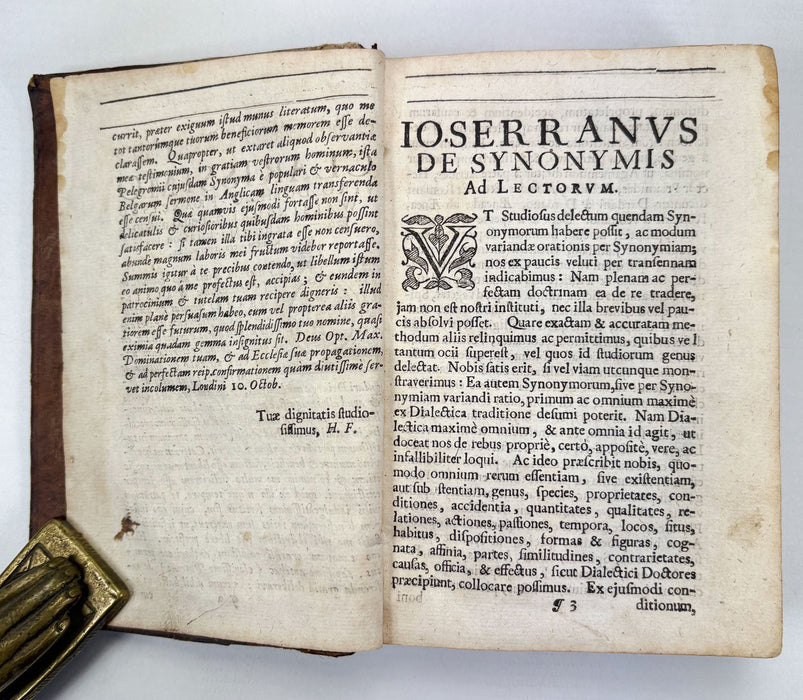 currit, præter exiguum istud munus literatum, quo me
tot tantorumque tuorum beneficiorum memorem esse de-
clarassem. Quapropter, ut extaret aliquod observantiæ
meæ testimonium, in gratiam vestrorum hominum, ista
Pelegromii cujusdam Synonyma è populari & vernaculo
Belgarum sermone in Anglicam linguam transferenda
esse censui. Quæ quamvis ejusmodi fortasse non sint, ut
delicatulis & curiosioribus quibusdam hominibus possint
satisfacere : si tamen illa tibi ingrata esse non censuero,
abunde magnum laboris mei fructum videbor reportasse.
Summis igitur à te precibus contendo, ut libellum istum
eo animo quo à me profectus est, accipias ; & eundem in
patrocinium & tutelam tuam recipere digneris : illud
enim planè persuasum habeo, eum vel propterea aliis gra-
tiorem esse futurum, quod splendidissimo tuo nomine, quasi
eximia quadam gemma insignitus sit. Deus Opt. Max.
Dominationem tuam, & ad Ecclesiæ suæ propagationem,
& ad perfectam reip. confirmationem quam diutissimè ser-
vet incolumem, Londini 10. Octob.
Tuæ dignitatis studio-
sissimus, H. F.
IO. SERRANVS
DE SYNONYMIS
Ad LECTORVM.
VT Studiosus delectum quendam Syn-
onymorum habere possit, ac modum
variandæ orationis per Synonymiam;
nos ex paucis veluti per transennam
indicabimus : Nam plenam ac per-
fectam doctrinam ea de re tradere,
jam non est nostri instituti, nec illa brevibus vel pau-
cis absolvi posset. Quare exactam & accuratam me-
thodum aliis relinquimus ac permittimus, quibus vel
tantum ocii superest, vel quos id studiorum genus
delectat. Nobis satis erit, si vel viam utcunque mon-
straverimus : Ea autem Synonymorum, sive per Syno-
nymiam variandi ratio, primum ac omnium maximè
ex Dialectica traditione desumi poterit. Nam Dia-
lectica maximè omnium, & ante omnia id agit, ut
doceat nos de rebus propriè, certò, appositè, vere, ac
infallibiliter loqui. Ac ideo præscribit nobis, quo-
modo omnium rerum essentiam, sive existentiam,
aut sub stentiam, genus, species, proprietates, con-
ditiones, accidentia, quantitates, qualitates, re-
lationes, actiones, passiones, tempora, locos, situs,
habitus, dispositiones, formas & figuras, cog-
nata, affinia, partes, similitudines, contrarietates,
causas, officia, & effectus, sicut Dialectici Doctores
præcipiunt, collocare possimus. Ex ejusmodi con-
¶ 3 ditionum,